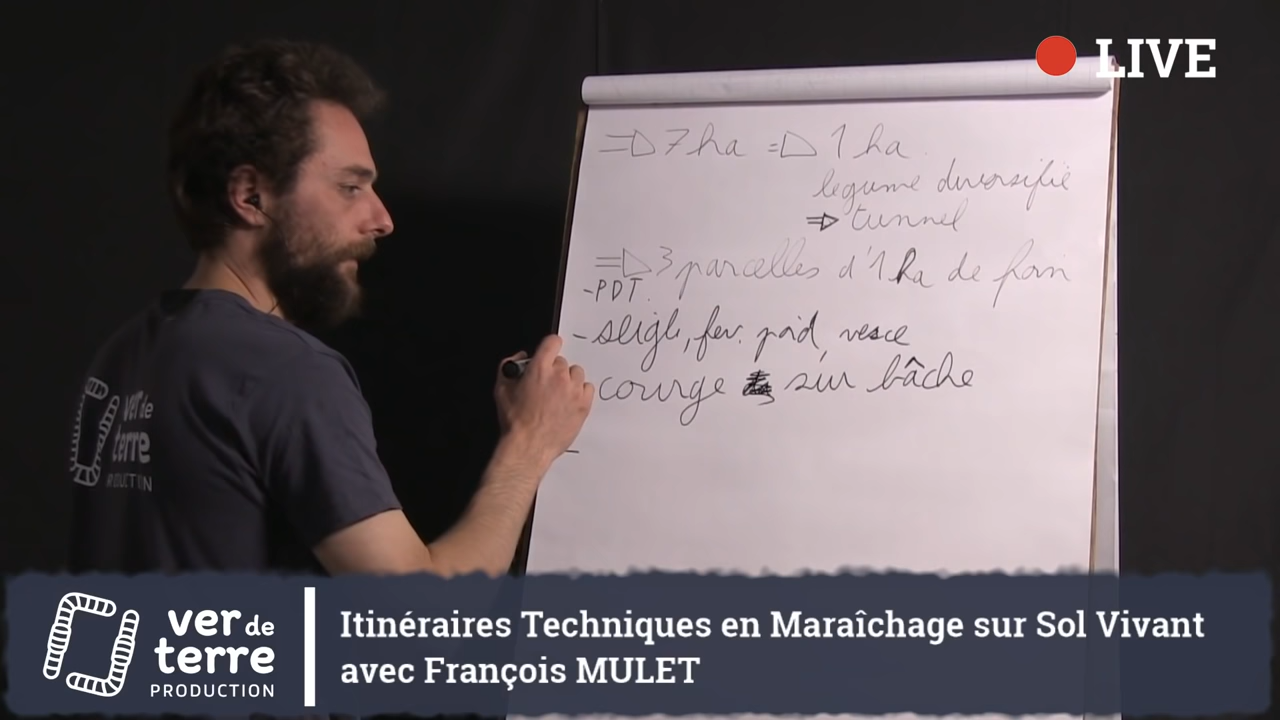 LIVE
=> 7 ha => 1 ha
légume diversifié
=> tunnel
=> 3 parcelles d'1 ha de foin
-PDT.
- seigle, fev. poid, vesce
courge sur bâche
-
ver de
terre
PRODUCTION
ver de
terre
PRODUCTION
Itinéraires Techniques en Maraîchage sur Sol Vivant
avec François MULET